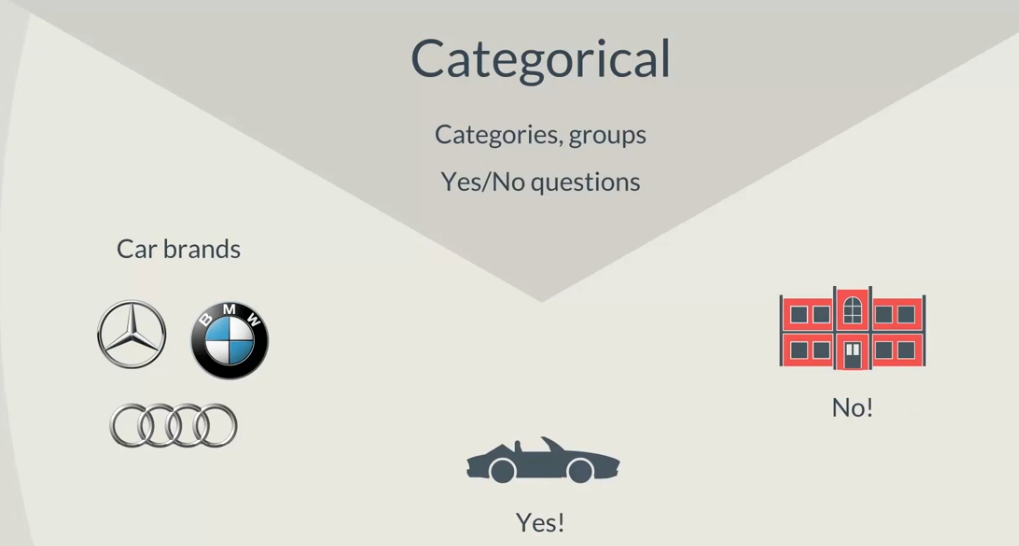 Categorical
Categories, groups
Yes/No questions
Car brands
BMW
No!
Yes!